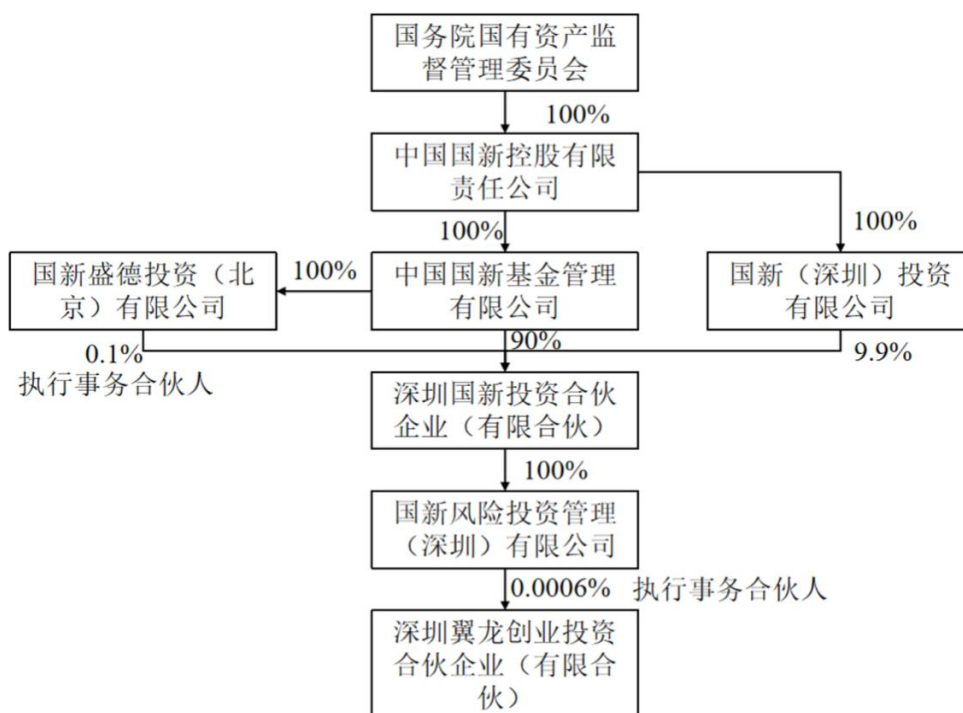 国务院国有资产监
督管理委员会
100%
中国国新控股有限
责任公司
100%
100%
国新盛德投资（北
京）有限公司
100%
中国国新基金管理
有限公司
国新（深圳）投资
有限公司
0.1%
执行事务合伙人
90%
9.9%
深圳国新投资合伙
企业（有限合伙）
100%
国新风险投资管理
（深圳）有限公司
0.0006%
执行事务合伙人
深圳翼龙创业投资
合伙企业（有限合
伙）